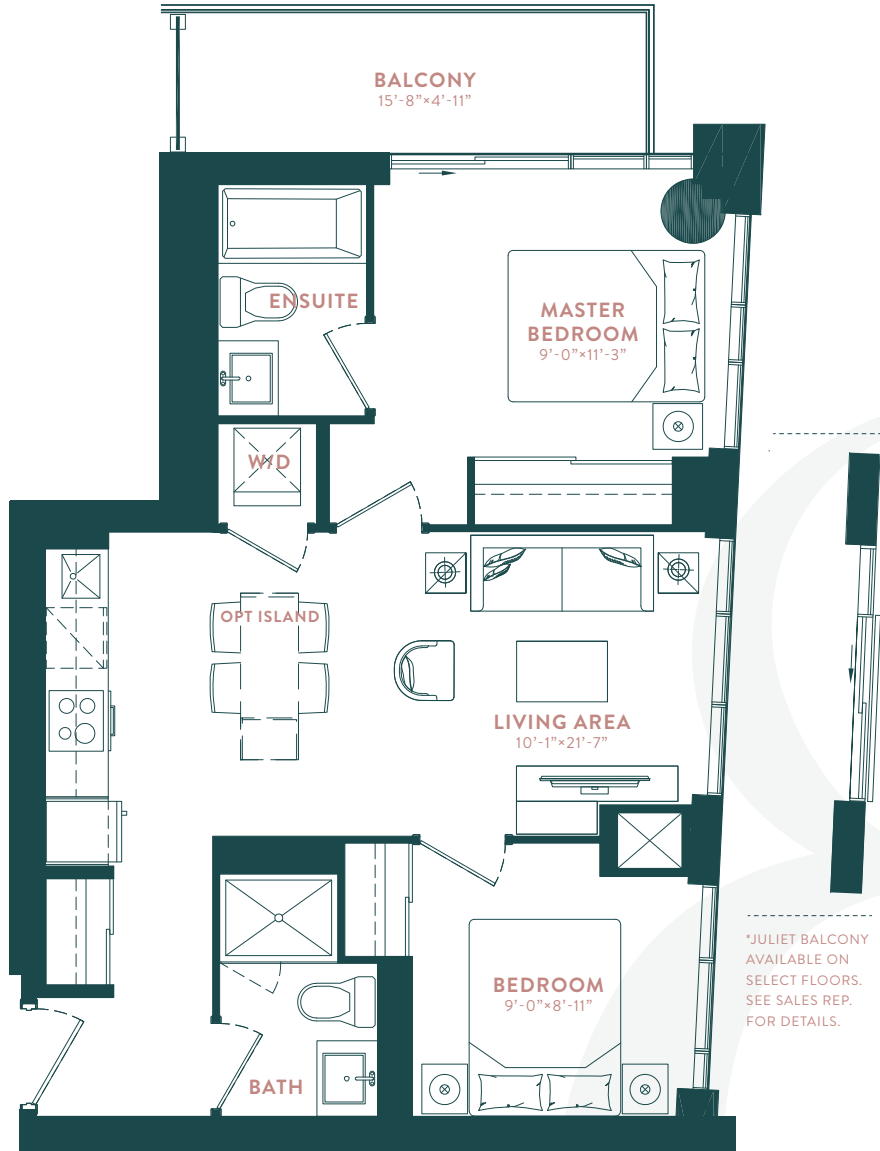 BALCONY
15’-8”×4’-11”
ENSUITE
MASTER
BEDROOM
9’-0”×11’-3”
W/D
OPT ISLAND
LIVING AREA
10’-1”×21’-7”
BEDROOM
9’-0”×8’-11”
BATH
*JULIET BALCONY
AVAILABLE ON
SELECT FLOORS.
SEE SALES REP.
FOR DETAILS.